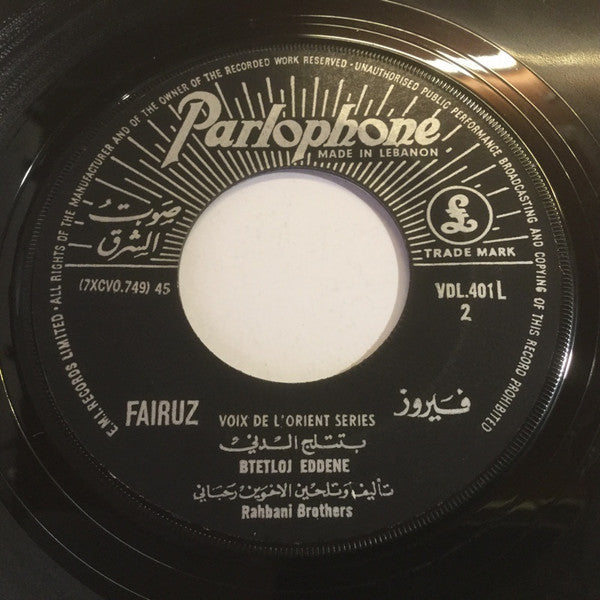 E.M.I. RECORDS LIMITED · ALL RIGHTS OF THE MANUFACTURER AND OF THE OWNER OF THE RECORDED WORK RESERVED · UNAUTHORISED PUBLIC PERFORMANCE BROADCASTING AND COPYING OF THIS RECORD PROHIBITED
Parlophone
MADE IN LEBANON
صوت
الشرق
£
TRADE MARK
(7XCVO.749) 45
VDL.401L
2
FAIRUZ
VOIX DE L'ORIENT SERIES
فيروز
بتتلج الدني
BTETLOJ EDDENE
تأليف وتلحين الاخوين رحباني
Rahbani Brothers